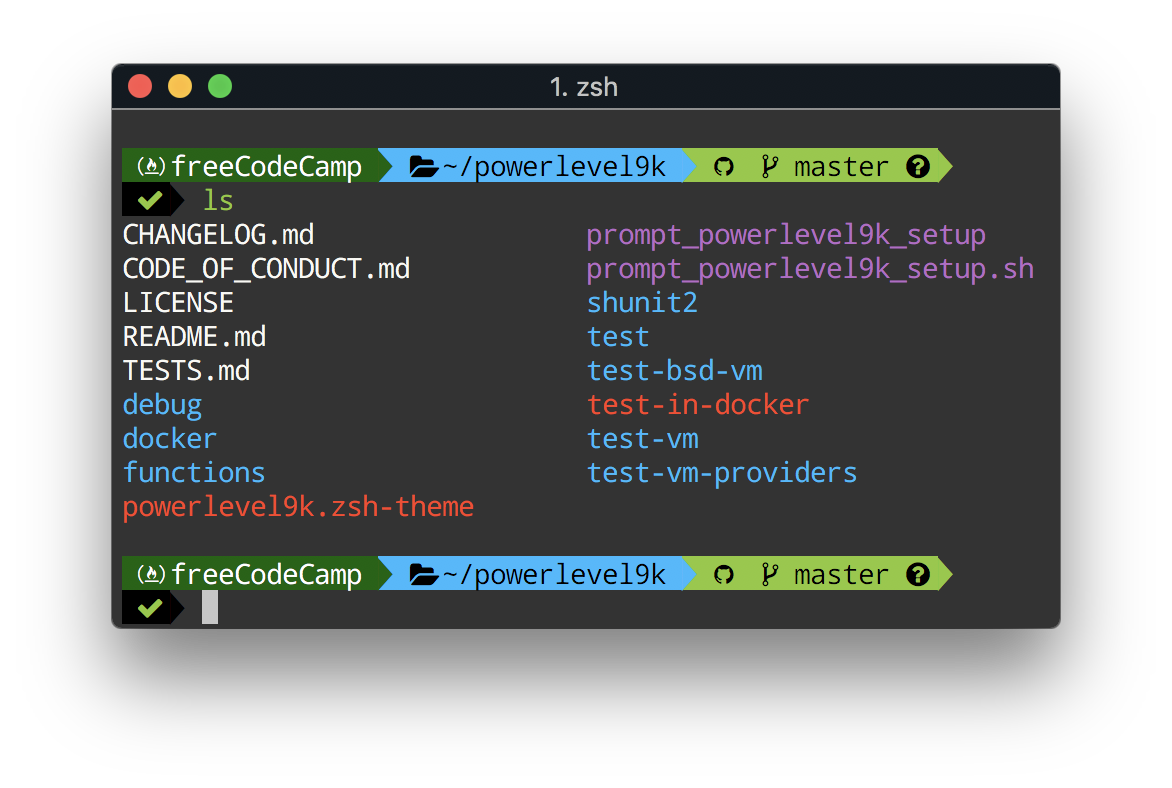 1. zsh
freeCodeCamp ~/powerlevel9k master ?
ls
CHANGELOG.md prompt_powerlevel9k_setup
CODE_OF_CONDUCT.md prompt_powerlevel9k_setup.sh
LICENSE shunit2
README.md test
TESTS.md test-bsd-vm
debug test-in-docker
docker test-vm
functions test-vm-providers
powerlevel9k.zsh-theme
freeCodeCamp ~/powerlevel9k master ?